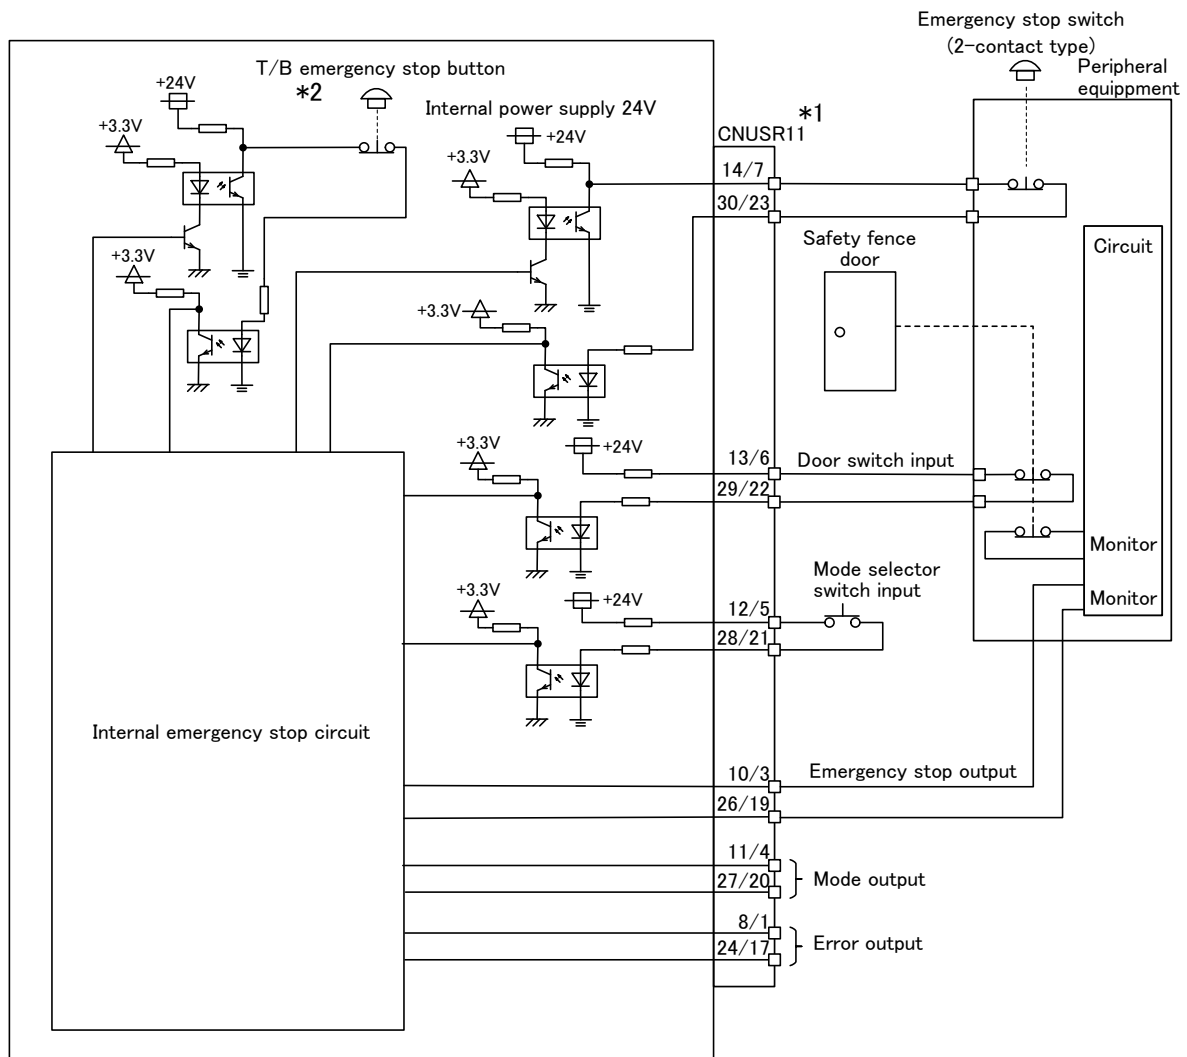 Emergency stop switch
(2-contact type)
Peripheral
equippment
T/B emergency stop button
*2
+24V
+3.3V
Internal power supply 24V
+24V
+3.3V
*1
CNUSR11
14/7
30/23
+3.3V
+3.3V
Safety fence
door
Circuit
+3.3V
+24V
13/6
Door switch input
29/22
Monitor
Mode selector
switch input
+3.3V
+24V
12/5
28/21
Monitor
Internal emergency stop circuit
10/3
Emergency stop output
26/19
11/4
27/20
Mode output
8/1
24/17
Error output